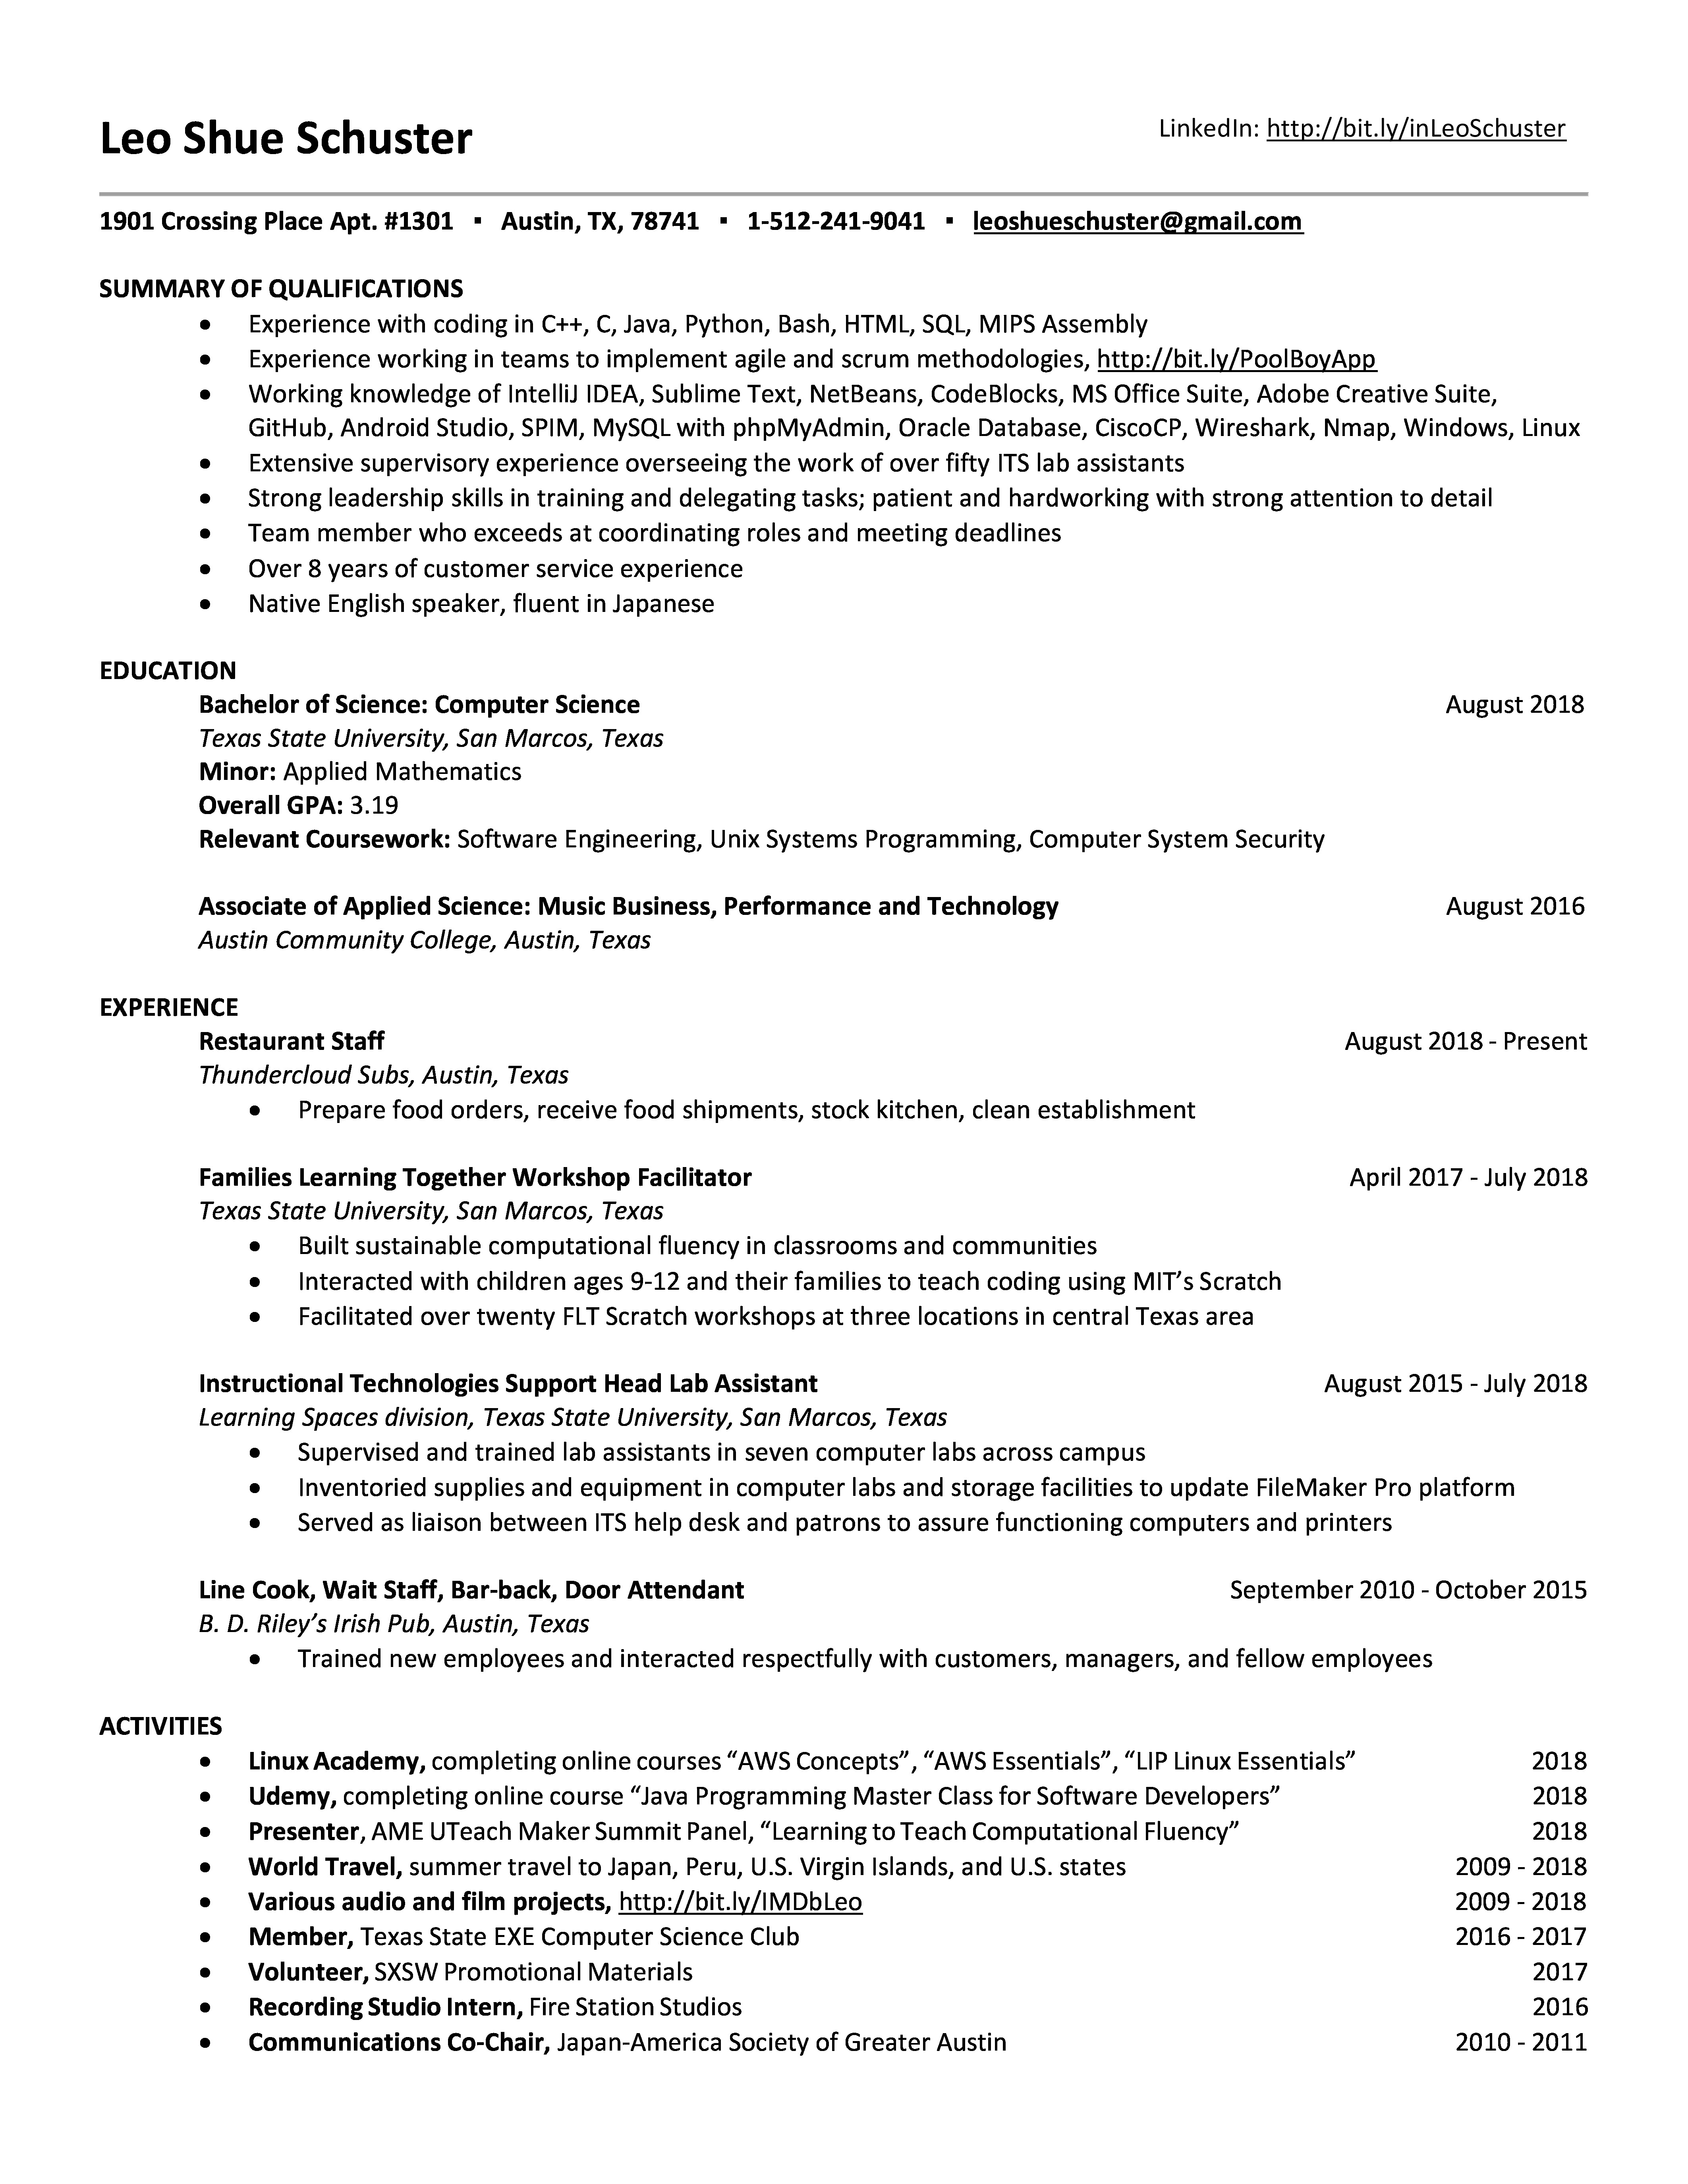 Leo Shue Schuster
LinkedIn: http://bit.ly/inLeoSchuster
1901 Crossing Place Apt. #1301 ▪ Austin, TX, 78741 ▪ 1-512-241-9041 ▪ leoshueschuster@gmail.com
SUMMARY OF QUALIFICATIONS
• Experience with coding in C++, C, Java, Python, Bash, HTML, SQL, MIPS Assembly
• Experience working in teams to implement agile and scrum methodologies, http://bit.ly/PoolBoyApp
• Working knowledge of IntelliJ IDEA, Sublime Text, NetBeans, CodeBlocks, MS Office Suite, Adobe Creative Suite,
GitHub, Android Studio, SPIM, MySQL with phpMyAdmin, Oracle Database, CiscoCP, Wireshark, Nmap, Windows, Linux
• Extensive supervisory experience overseeing the work of over fifty ITS lab assistants
• Strong leadership skills in training and delegating tasks; patient and hardworking with strong attention to detail
• Team member who exceeds at coordinating roles and meeting deadlines
• Over 8 years of customer service experience
• Native English speaker, fluent in Japanese
EDUCATION
Bachelor of Science: Computer Science August 2018
Texas State University, San Marcos, Texas
Minor: Applied Mathematics
Overall GPA: 3.19
Relevant Coursework: Software Engineering, Unix Systems Programming, Computer System Security
Associate of Applied Science: Music Business, Performance and Technology August 2016
Austin Community College, Austin, Texas
EXPERIENCE
Restaurant Staff August 2018 - Present
Thundercloud Subs, Austin, Texas
• Prepare food orders, receive food shipments, stock kitchen, clean establishment
Families Learning Together Workshop Facilitator April 2017 - July 2018
Texas State University, San Marcos, Texas
• Built sustainable computational fluency in classrooms and communities
• Interacted with children ages 9-12 and their families to teach coding using MIT’s Scratch
• Facilitated over twenty FLT Scratch workshops at three locations in central Texas area
Instructional Technologies Support Head Lab Assistant August 2015 - July 2018
Learning Spaces division, Texas State University, San Marcos, Texas
• Supervised and trained lab assistants in seven computer labs across campus
• Inventoried supplies and equipment in computer labs and storage facilities to update FileMaker Pro platform
• Served as liaison between ITS help desk and patrons to assure functioning computers and printers
Line Cook, Wait Staff, Bar-back, Door Attendant September 2010 - October 2015
B. D. Riley’s Irish Pub, Austin, Texas
• Trained new employees and interacted respectfully with customers, managers, and fellow employees
ACTIVITIES
• Linux Academy, completing online courses “AWS Concepts”, “AWS Essentials”, “LIP Linux Essentials” 2018
• Udemy, completing online course “Java Programming Master Class for Software Developers” 2018
• Presenter, AME UTeach Maker Summit Panel, “Learning to Teach Computational Fluency” 2018
• World Travel, summer travel to Japan, Peru, U.S. Virgin Islands, and U.S. states 2009 - 2018
• Various audio and film projects, http://bit.ly/IMDbLeo 2009 - 2018
• Member, Texas State EXE Computer Science Club 2016 - 2017
• Volunteer, SXSW Promotional Materials 2017
• Recording Studio Intern, Fire Station Studios 2016
• Communications Co-Chair, Japan-America Society of Greater Austin 2010 - 2011